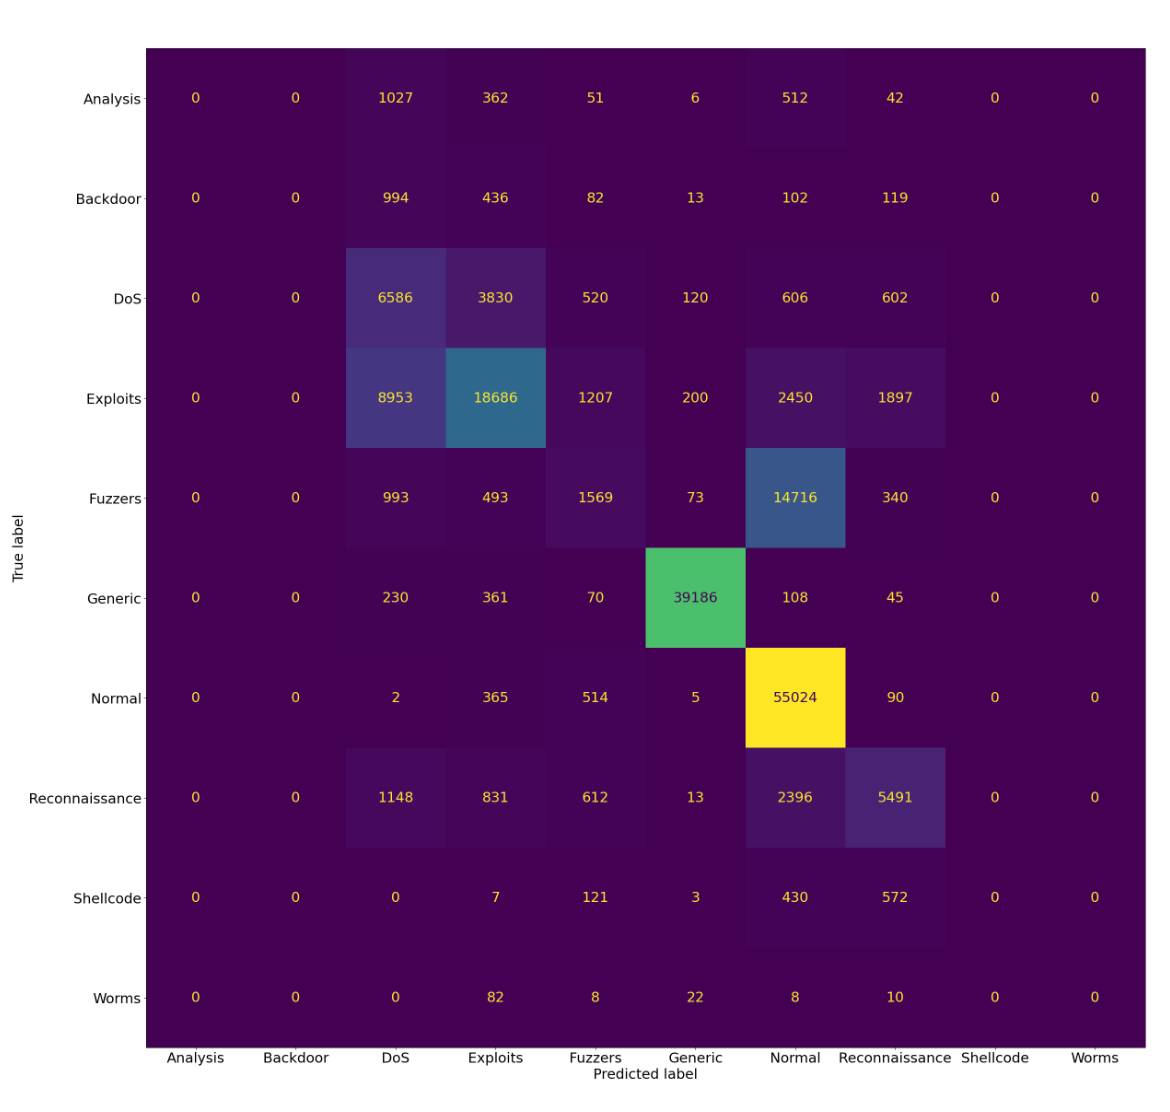 Analysis 0 0 1027 362 51 6 512 42 0 0
Backdoor 0 0 994 436 82 13 102 119 0 0
DoS 0 0 6586 3830 520 120 606 602 0 0
Exploits 0 0 8953 18686 1207 200 2450 1897 0 0
Fuzzers 0 0 993 493 1569 73 14716 340 0 0
True label
Generic 0 0 230 361 70 39186 108 45 0 0
Normal 0 0 2 365 514 5 55024 90 0 0
Reconnaissance 0 0 1148 831 612 13 2396 5491 0 0
Shellcode 0 0 0 7 121 3 430 572 0 0
Worms 0 0 0 82 8 22 8 10 0 0
Analysis Backdoor DoS Exploits Fuzzers Generic Normal Reconnaissance Shellcode Worms
Predicted label